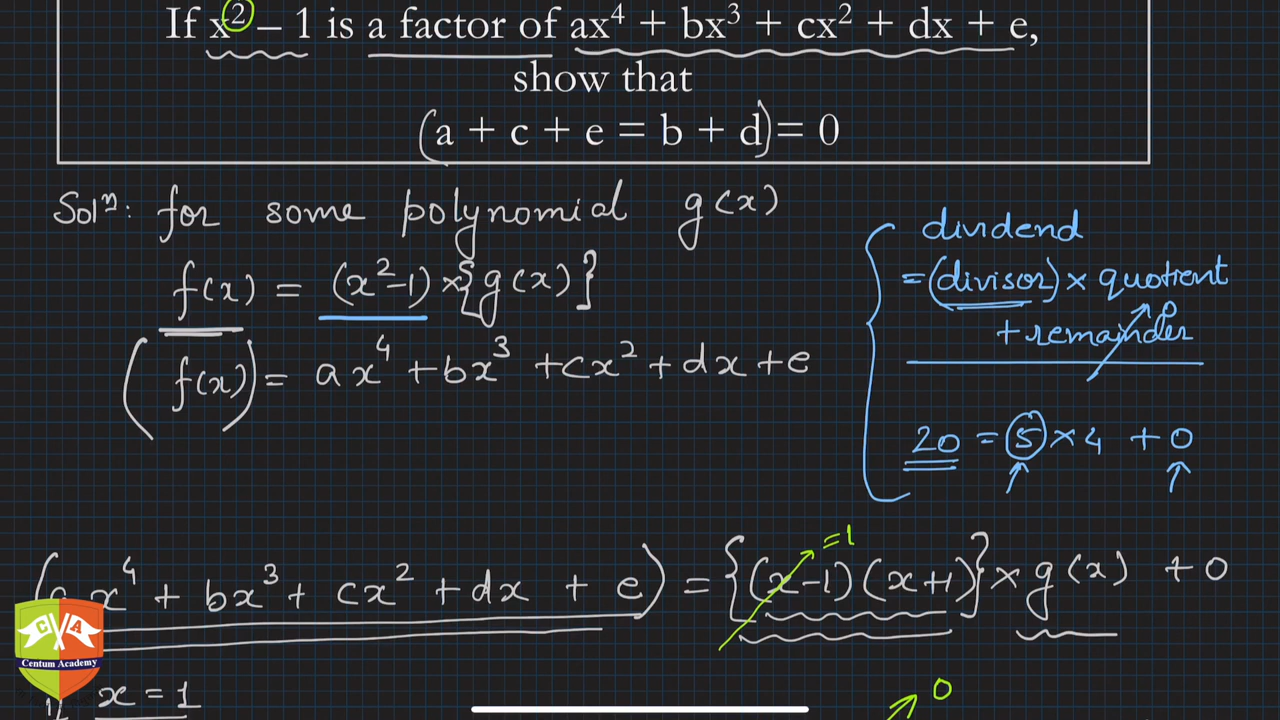 If x² – 1 is a factor of ax⁴ + bx³ + cx² + dx + e,
show that
(a + c + e = b + d) = 0
Solⁿ: for some polynomial g(x)
f(x) = (x²-1) × {g(x)}
(f(x)) = ax⁴ + bx³ + cx² + dx + e
dividend
= (divisor) × quotient
+ remainder 0
20 = 5 × 4 + 0
(ax⁴ + bx³ + cx² + dx + e) = {(x-1)(x+1)} × g(x) + 0
=1
x = 1
0
CA
Centum Academy